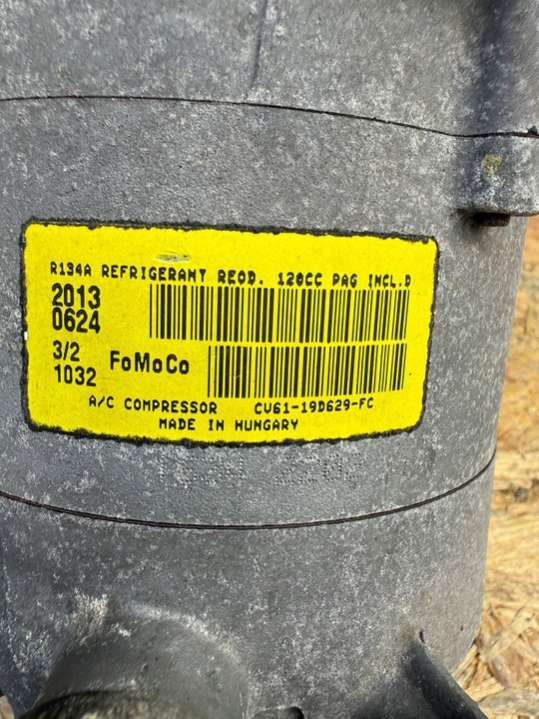 R134A REFRIGERANT REQD. 120CC PAG INCL.D
2013
0624
3/2
1032
FoMoCo
A/C COMPRESSOR CV61-19D629-FC
MADE IN HUNGARY